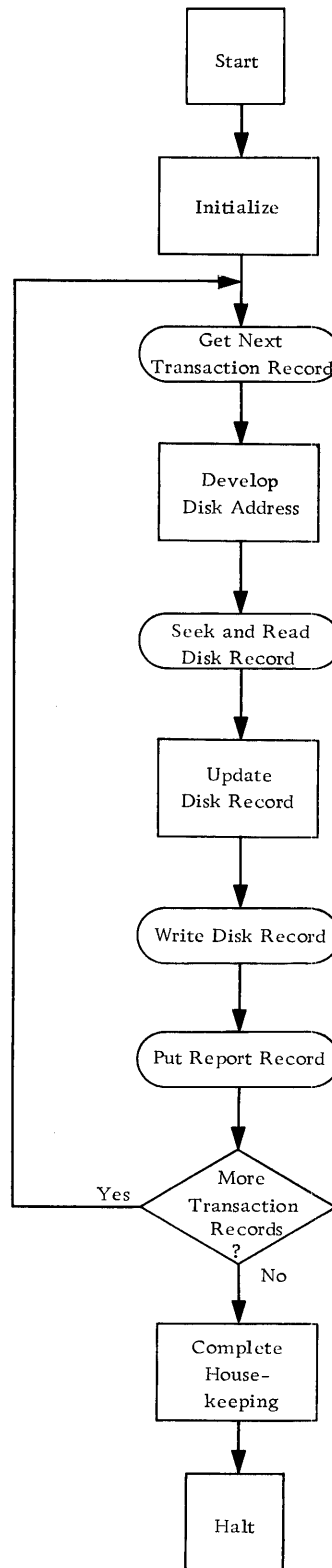 Start
Initialize
Get Next
Transaction Record
Develop
Disk Address
Seek and Read
Disk Record
Update
Disk Record
Write Disk Record
Put Report Record
More
Transaction
Records
?
Yes
No
Complete
House-
keeping
Halt